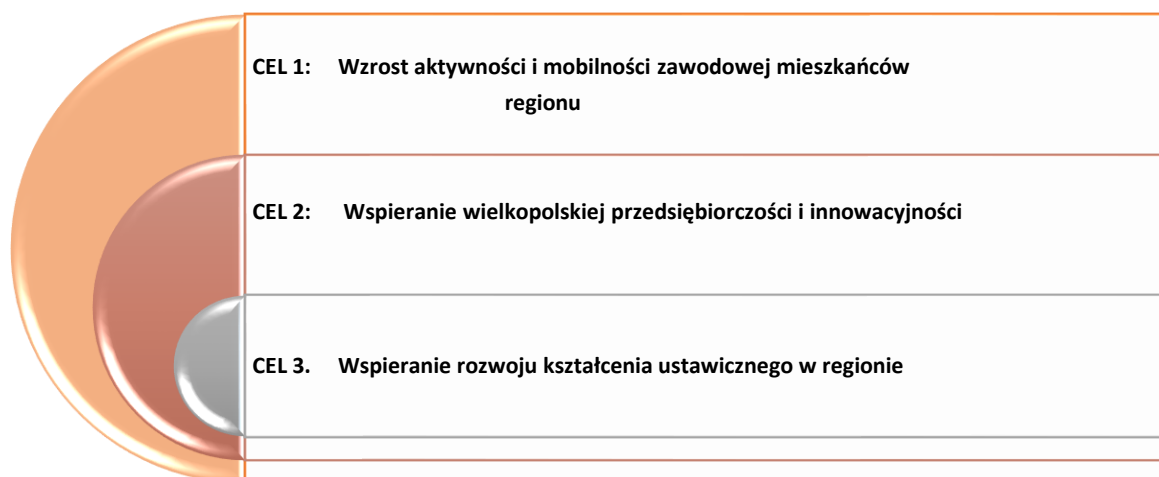 CEL 1: Wzrost aktywności i mobilności zawodowej mieszkańców
regionu
CEL 2: Wspieranie wielkopolskiej przedsiębiorczości i innowacyjności
CEL 3. Wspieranie rozwoju kształcenia ustawicznego w regionie